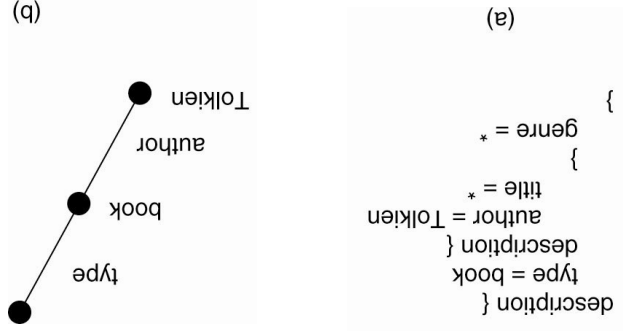 description {
type = book
description {
author = Tolkien
title = *
}
genre = *
}
(a)
type
book
author
Tolkien
(b)